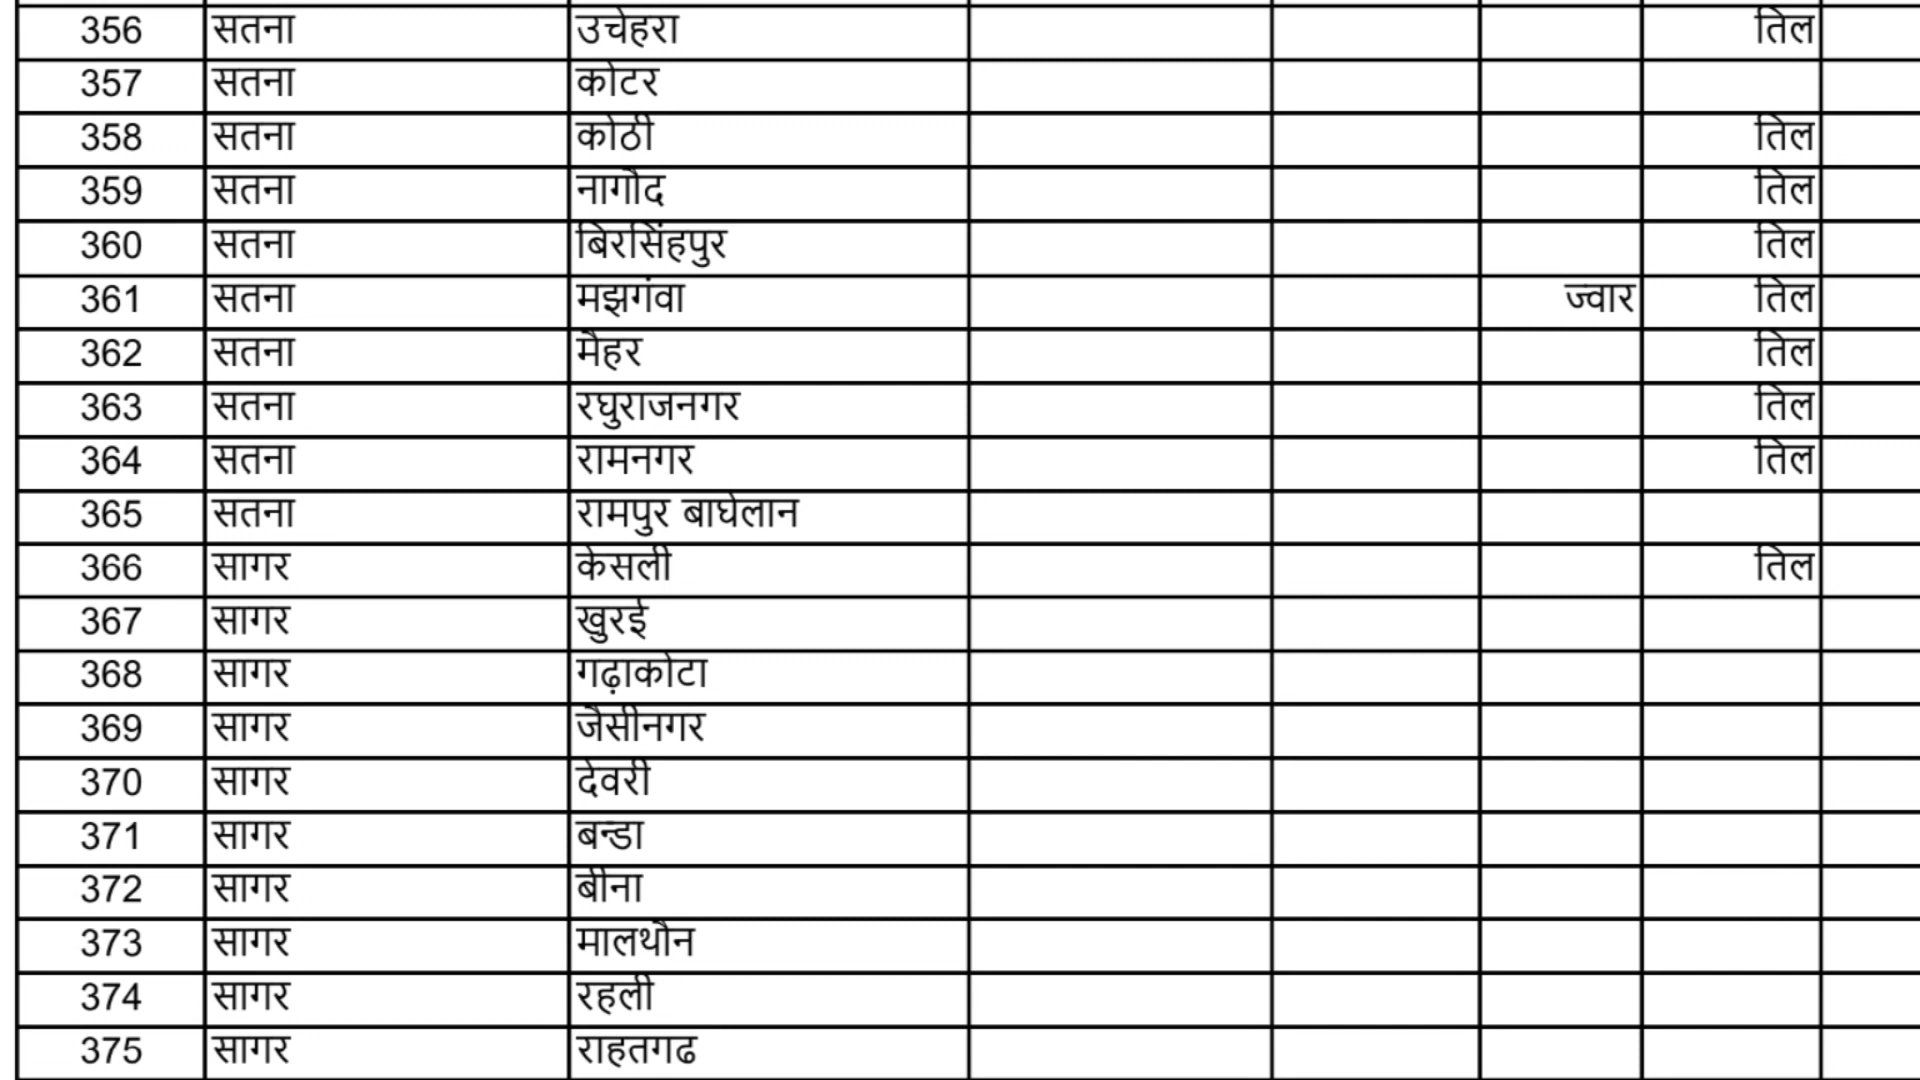 356 सतना उचेहरा तिल
357 सतना कोटर
358 सतना कोठी तिल
359 सतना नागौद तिल
360 सतना बिरसिंहपुर तिल
361 सतना मझगंवा ज्वार तिल
362 सतना मैहर तिल
363 सतना रघुराजनगर तिल
364 सतना रामनगर तिल
365 सतना रामपुर बाघेलान
366 सागर केसली तिल
367 सागर खुरई
368 सागर गढ़ाकोटा
369 सागर जैसीनगर
370 सागर देवरी
371 सागर बन्डा
372 सागर बीना
373 सागर मालथौन
374 सागर रहली
375 सागर राहतगढ